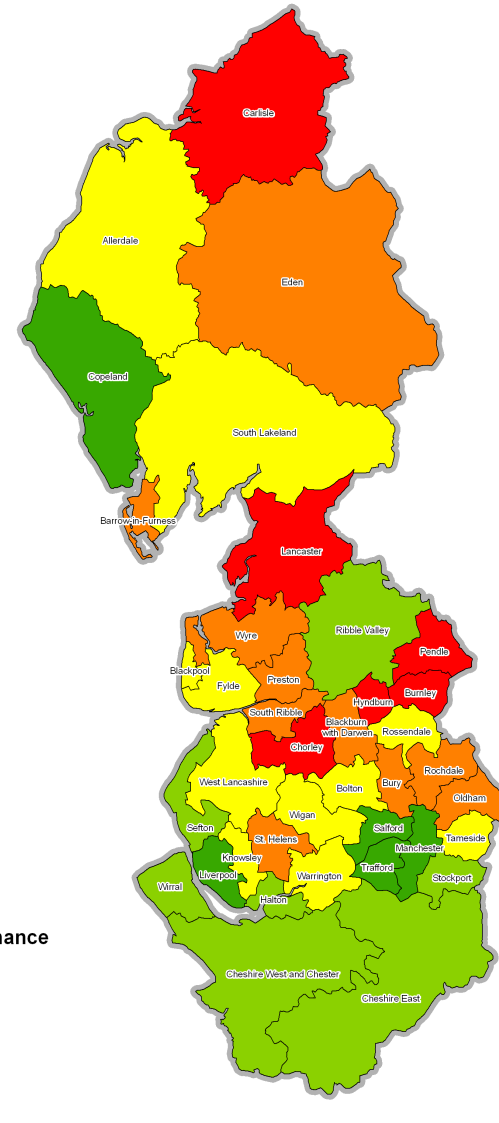 Carlisle
Allerdale
Eden
Copeland
South Lakeland
Barrow-in-Furness
Lancaster
Wyre
Ribble Valley
Pendle
Blackpool
Preston
Fylde
Hyndburn
Burnley
South Ribble
Blackburn
with Darwen
Rossendale
Chorley
West Lancashire
Bolton
Bury
Rochdale
Oldham
Wigan
Sefton
Salford
St. Helens
Tameside
Manchester
Knowsley
Liverpool
Trafford
Warrington
Stockport
Wirral
Halton
nance
Cheshire West and Chester
Cheshire East